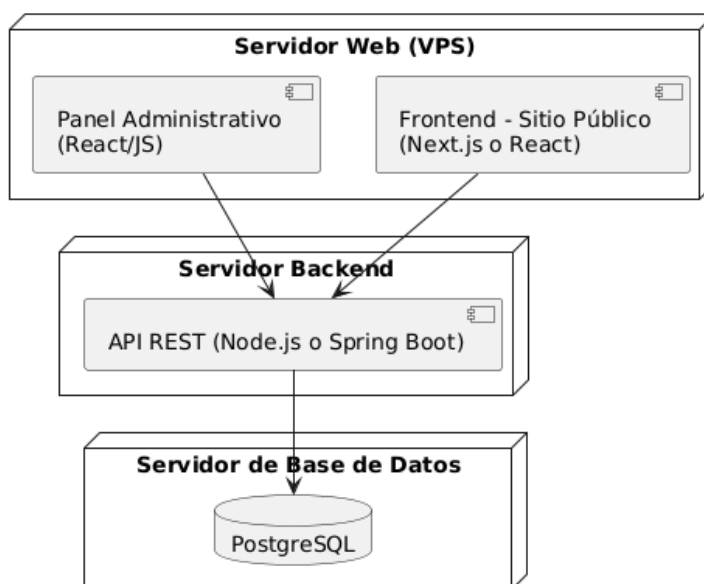 Servidor Web (VPS)
Panel Administrativo
(React/JS)
Frontend - Sitio Público
(Next.js o React)
Servidor Backend
API REST (Node.js o Spring Boot)
Servidor de Base de Datos
PostgreSQL